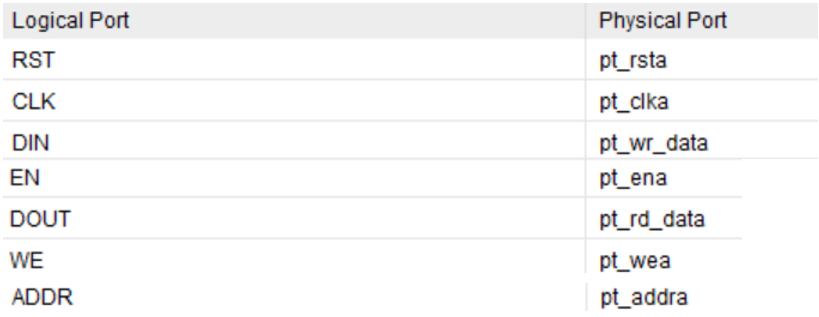 Logical Port Physical Port
RST pt_rsta
CLK pt_clka
DIN pt_wr_data
EN pt_ena
DOUT pt_rd_data
WE pt_wea
ADDR pt_addra